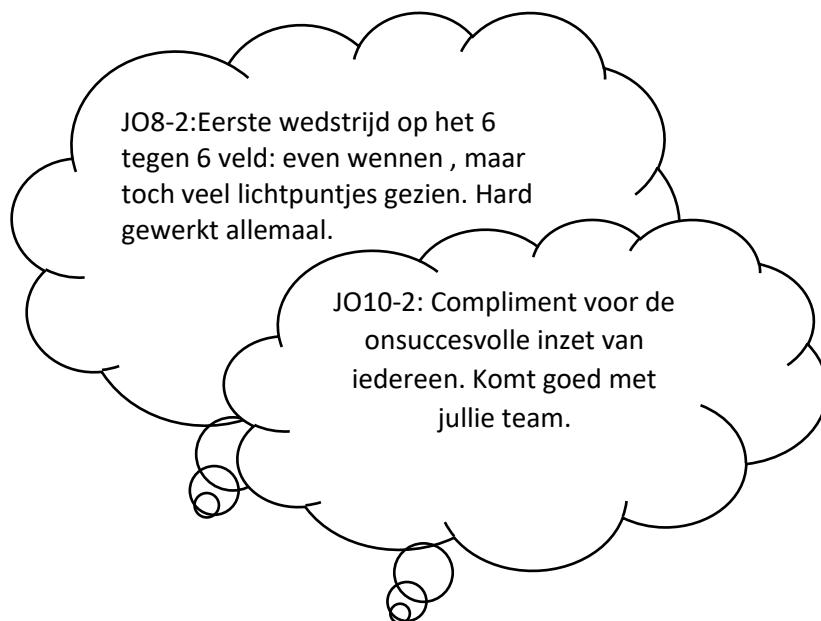 JO8-2:Eerste wedstrijd op het 6
tegen 6 veld: even wennen , maar
toch veel lichtpuntjes gezien. Hard
gewerkt allemaal.
JO10-2: Compliment voor de
onsuccesvolle inzet van
iedereen. Komt goed met
jullie team.